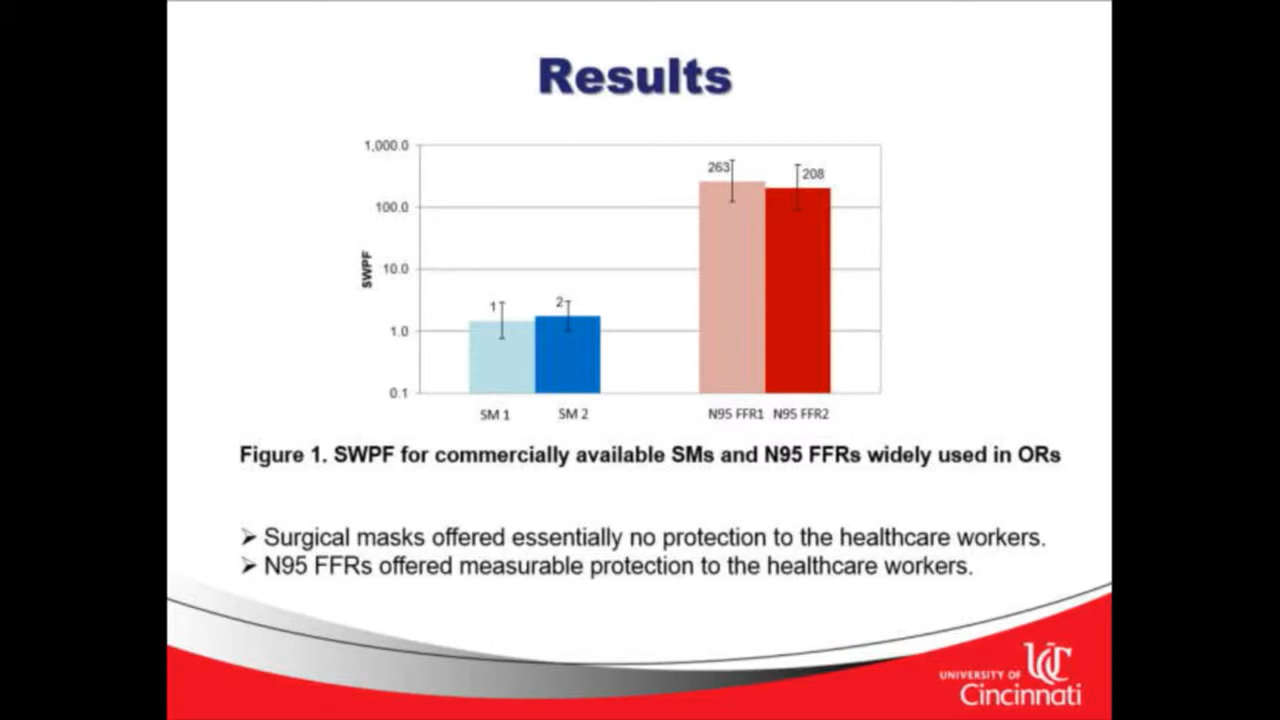 Results
1,000.0
100.0
10.0
1.0
0.1
SWPF
1
2
263
208
SM 1
SM 2
N95 FFR1
N95 FFR2
Figure 1. SWPF for commercially available SMs and N95 FFRs widely used in ORs
➢ Surgical masks offered essentially no protection to the healthcare workers.
➢ N95 FFRs offered measurable protection to the healthcare workers.
UC
UNIVERSITY OF
Cincinnati